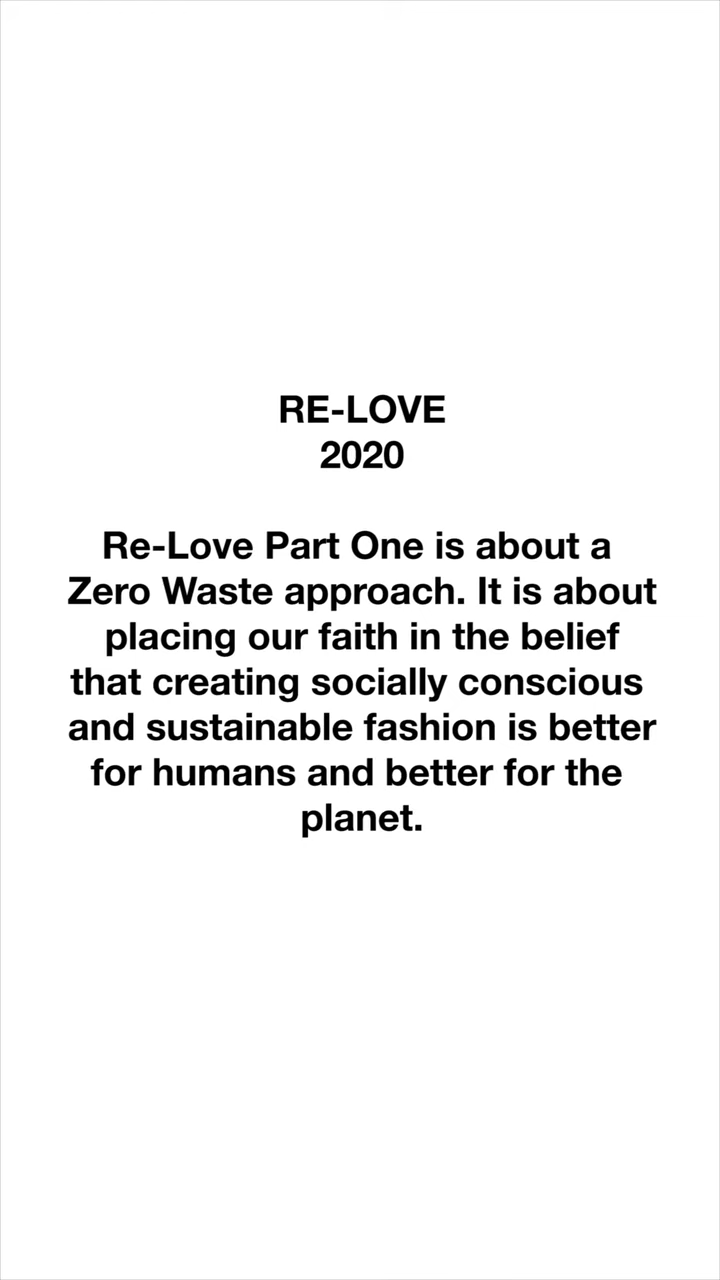 RE-LOVE
2020
Re-Love Part One is about a
Zero Waste approach. It is about
placing our faith in the belief
that creating socially conscious
and sustainable fashion is better
for humans and better for the
planet.